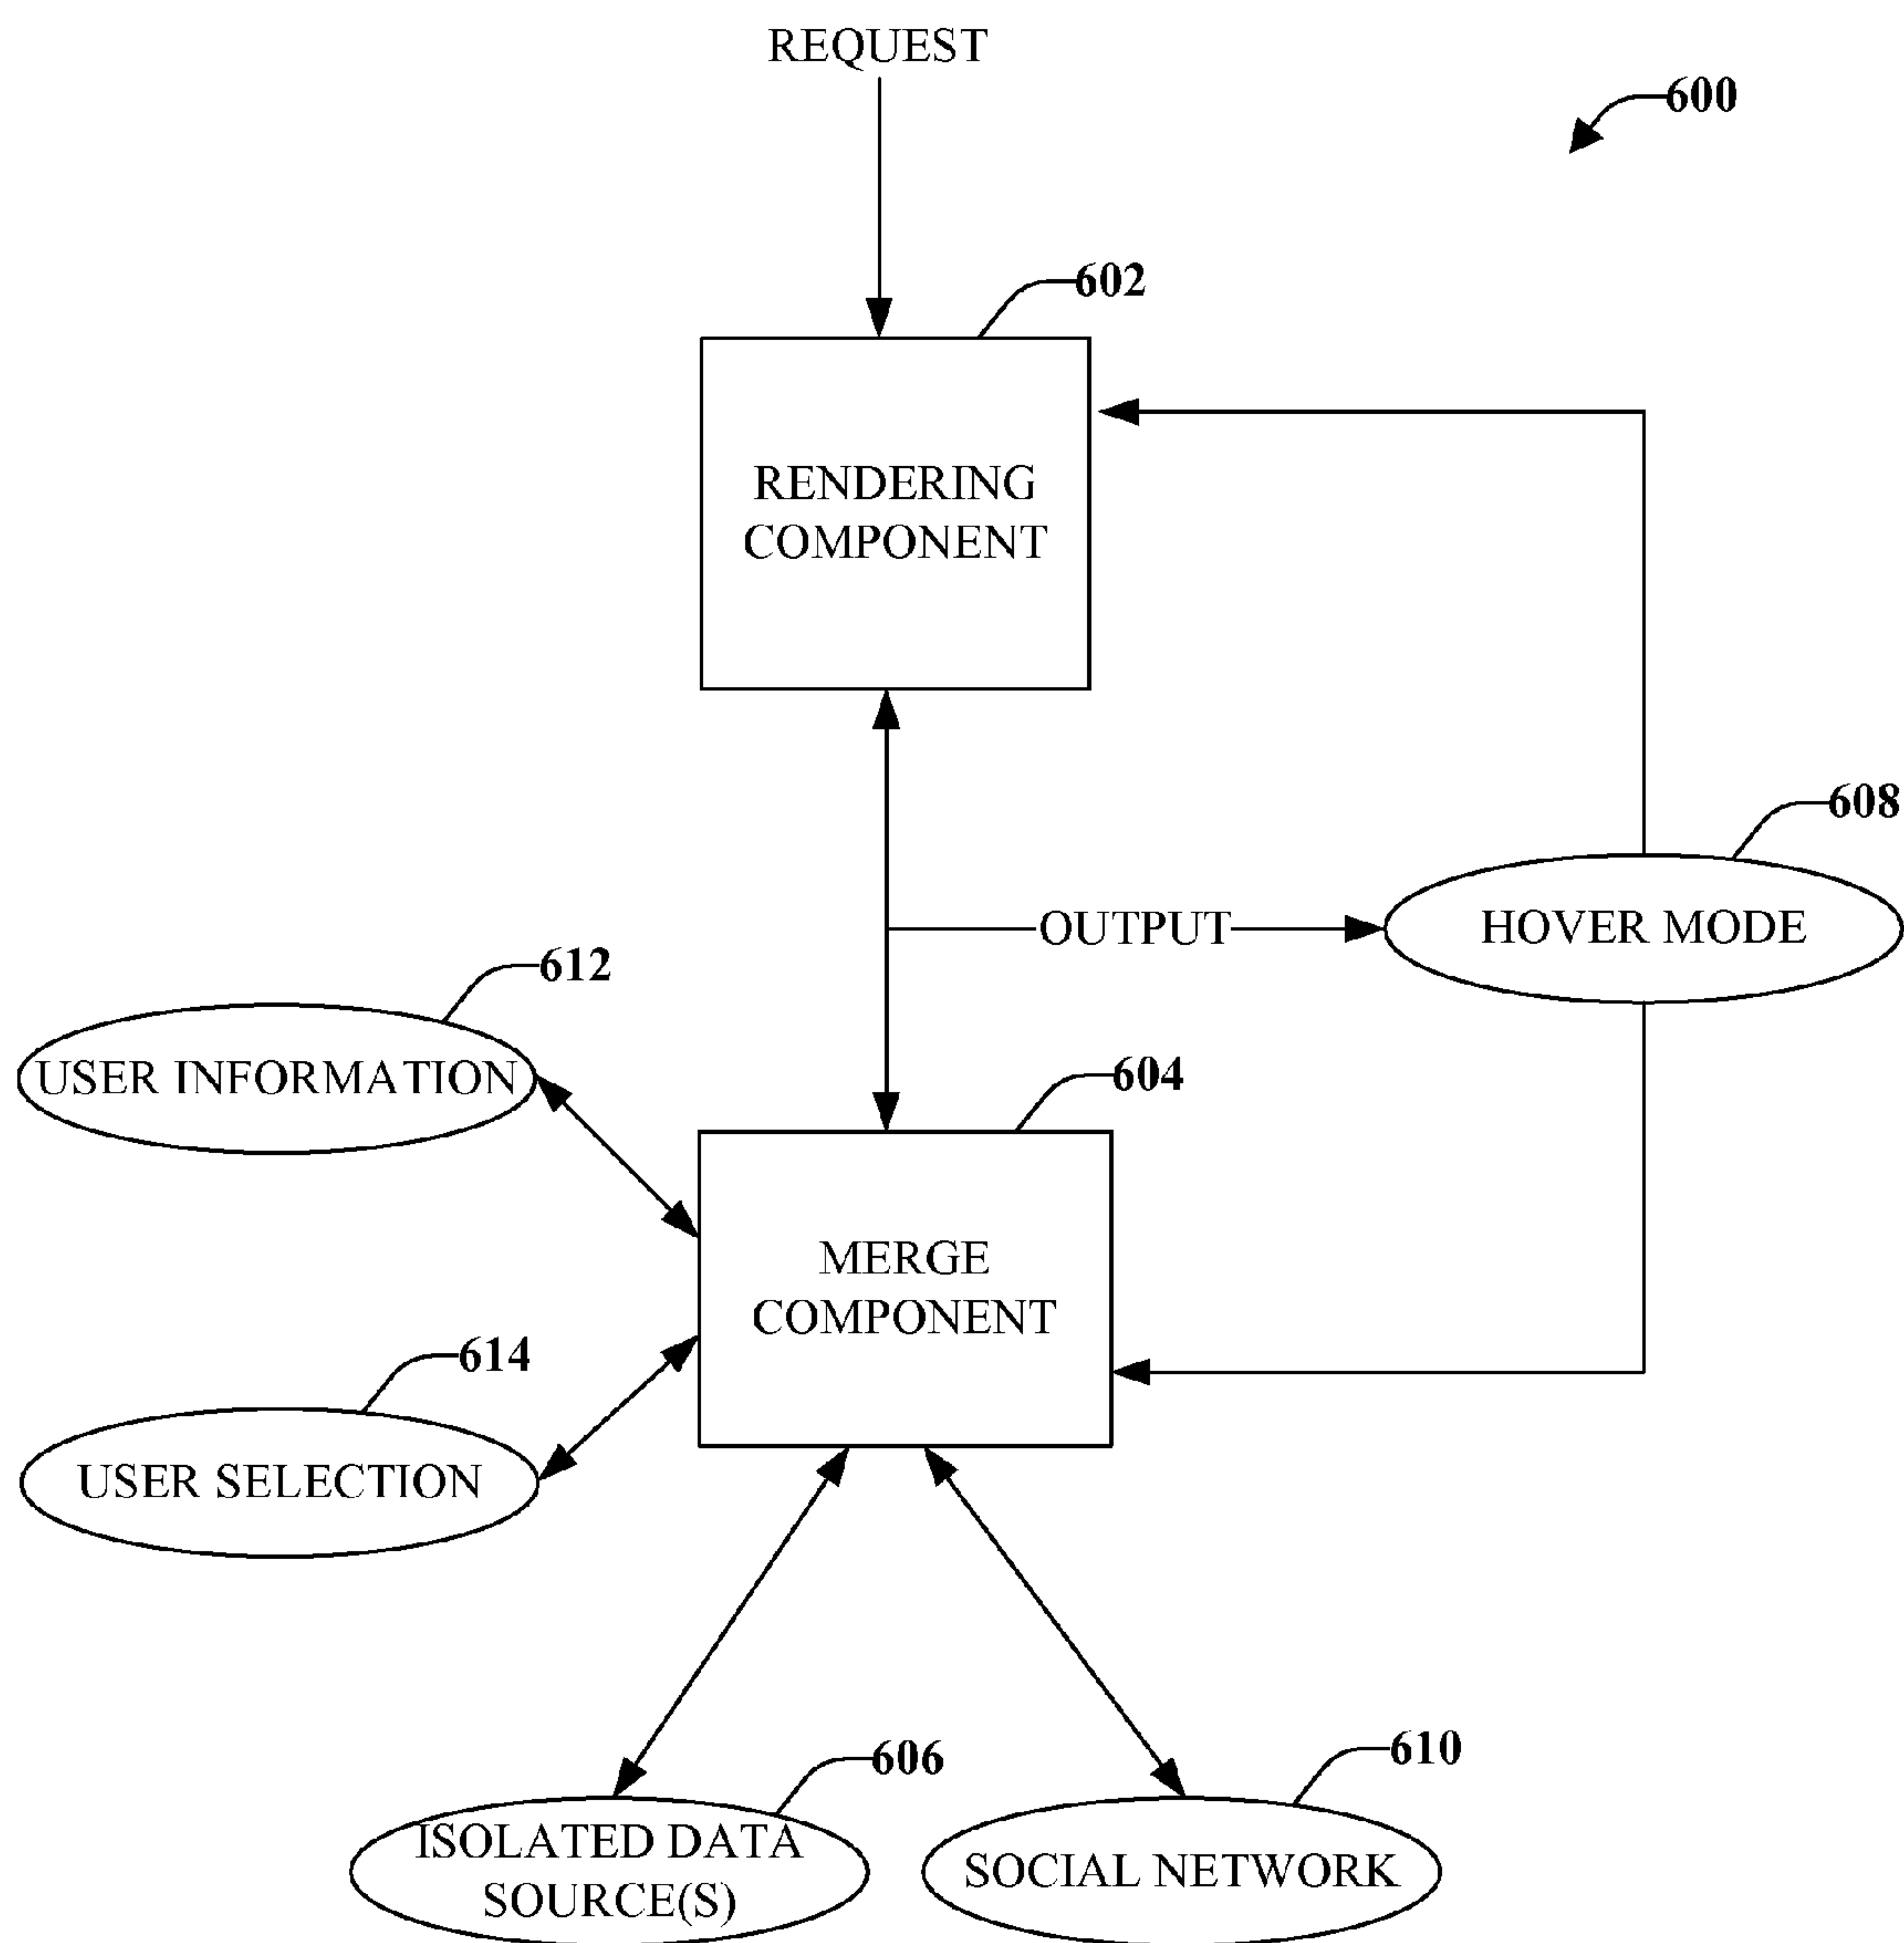 REQUEST
600
602
RENDERING
COMPONENT
608
OUTPUT
HOVER MODE
612
USER INFORMATION
604
MERGE
COMPONENT
614
USER SELECTION
606
610
ISOLATED DATA
SOURCE(S)
SOCIAL NETWORK